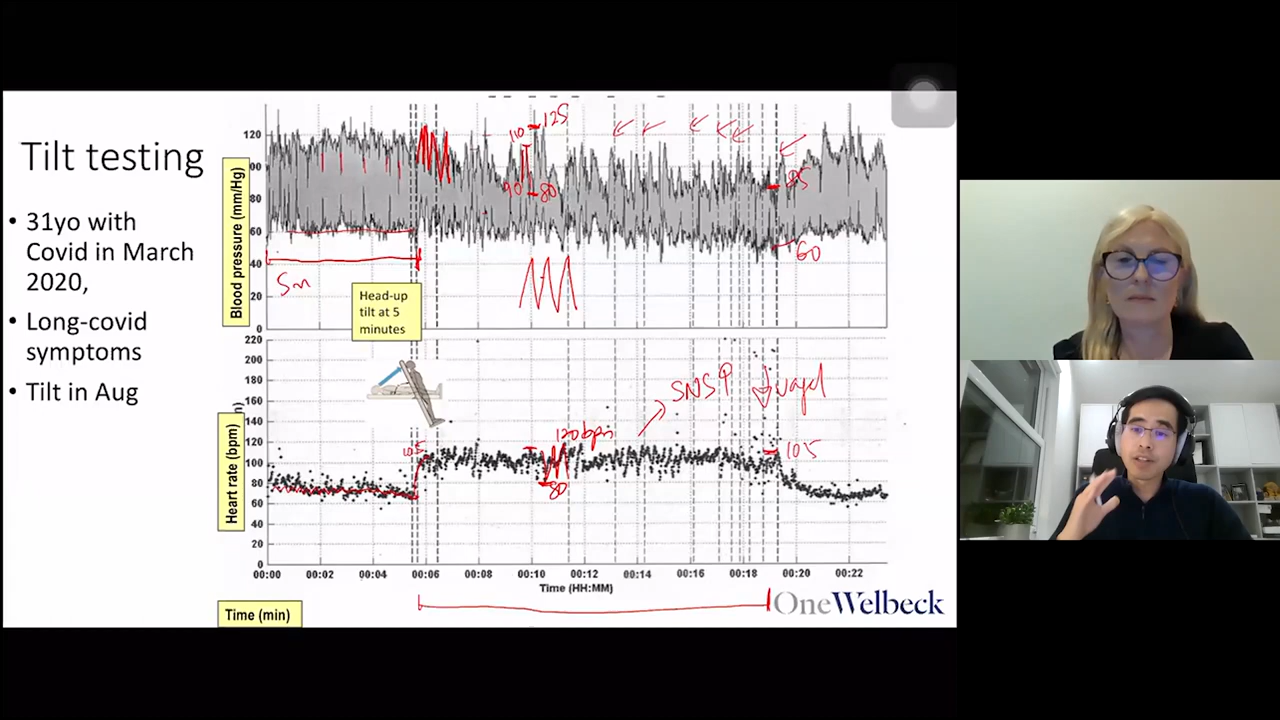 Tilt testing
• 31yo with
Covid in March
2020,
• Long-covid
symptoms
• Tilt in Aug
Blood pressure (mm/Hg)
120
80
60
40
20
0
5m
110
125
90
80
85
60
Head-up
tilt at 5
minutes
Heart rate (bpm)
220
200
180
160
140
120
100
80
60
40
20
0
105
120bpm
80
SNS
vagal
105
00:00
00:02
00:04
00:06
00:08
00:10
00:12
00:14
00:16
00:18
00:20
00:22
Time (HH:MM)
Time (min)
OneWelbeck